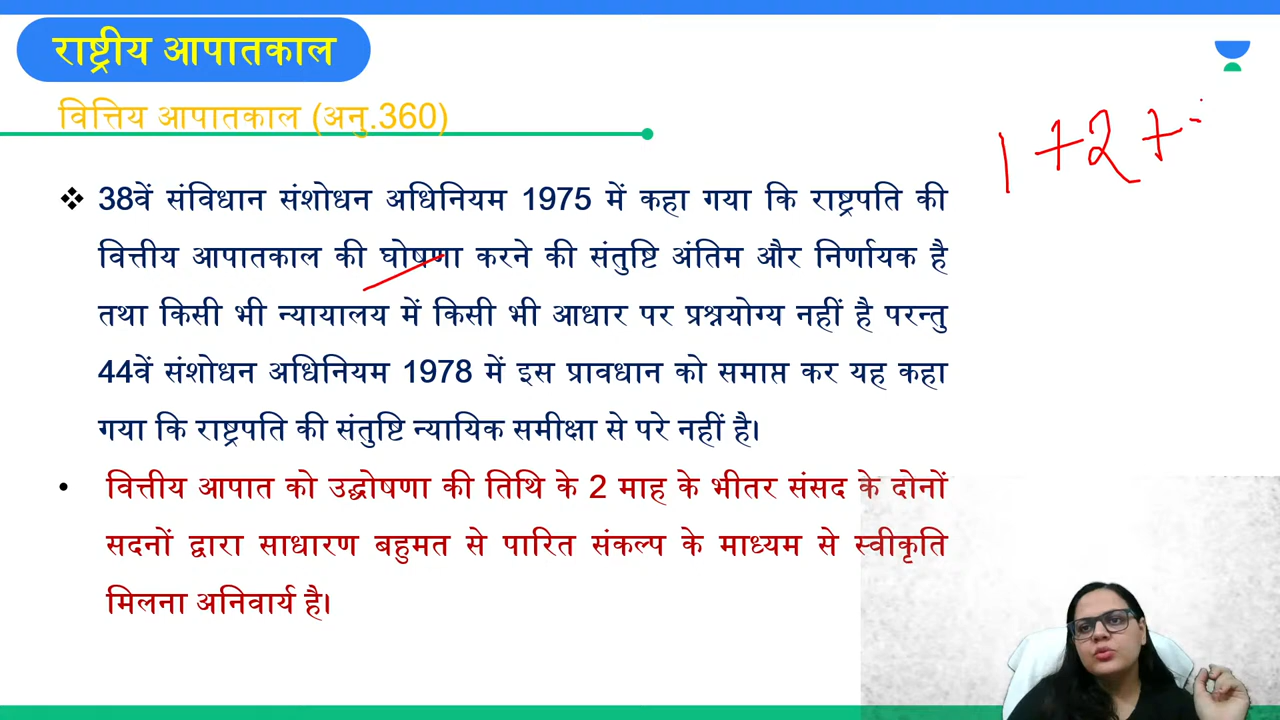 राष्ट्रीय आपातकाल
वित्तिय आपातकाल (अनु.360)
1 + 2 +
❖ 38वें संविधान संशोधन अधिनियम 1975 में कहा गया कि राष्ट्रपति की
वित्तीय आपातकाल की घोषणा करने की संतुष्टि अंतिम और निर्णायक है
तथा किसी भी न्यायालय में किसी भी आधार पर प्रश्नयोग्य नहीं है परन्तु
44वें संशोधन अधिनियम 1978 में इस प्रावधान को समाप्त कर यह कहा
गया कि राष्ट्रपति की संतुष्टि न्यायिक समीक्षा से परे नहीं है।
• वित्तीय आपात को उद्घोषणा की तिथि के 2 माह के भीतर संसद के दोनों
सदनों द्वारा साधारण बहुमत से पारित संकल्प के माध्यम से स्वीकृति
मिलना अनिवार्य है।